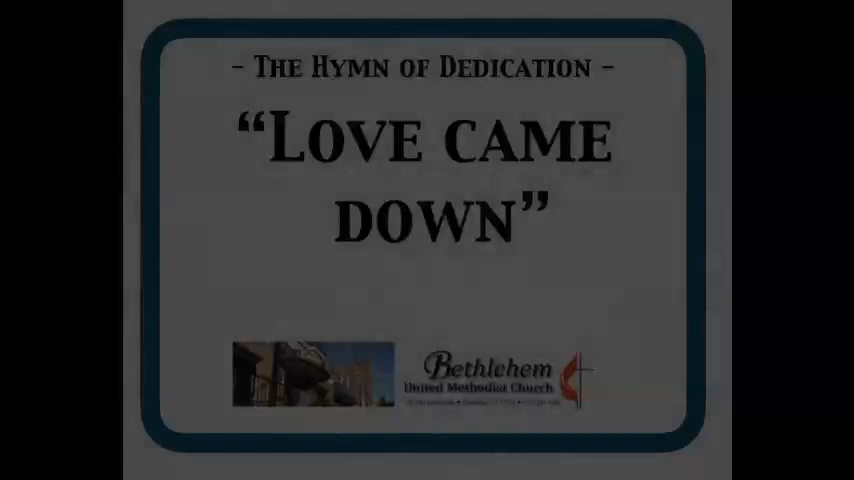 - The Hymn of Dedication -
“Love came
down”
Bethlehem
United Methodist Church